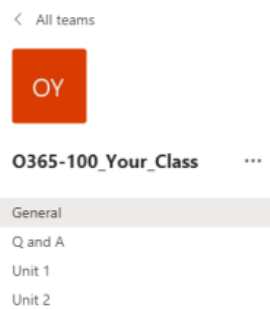 All teams
OY
O365-100_Your_Class
General
Q and A
Unit 1
Unit 2